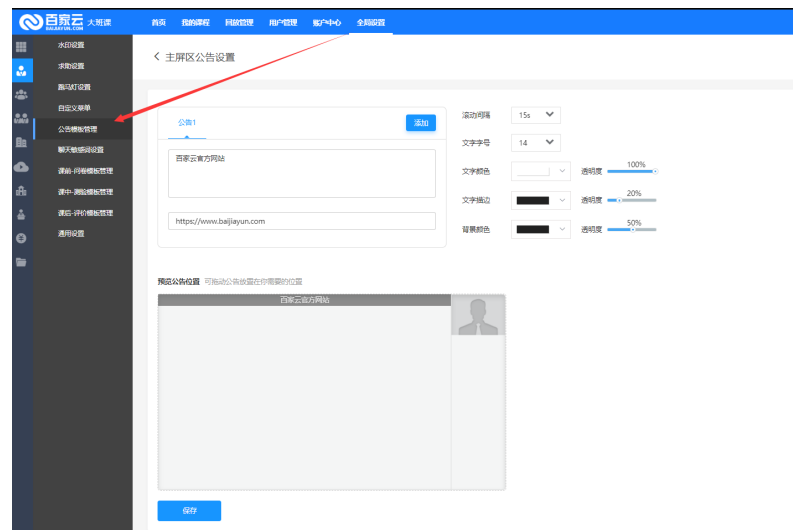 百家云 大班课
BAIJIAYUN.COM
首页 我的课程 回放管理 用户管理 账户中心 全局设置
水印设置
求助设置
跑马灯设置
自定义菜单
公告模板管理
聊天敏感词设置
课前-问卷模板管理
课中-测验模板管理
课后-评价模板管理
通用设置
主屏区公告设置
公告1
添加
百家云官方网站
https://www.baijiayun.com
滚动间隔 15s
文字字号 14
文字颜色 透明度 100%
文字描边 透明度 20%
背景颜色 透明度 50%
预览公告位置 可拖动公告放置在你需要的位置
百家云官方网站
保存